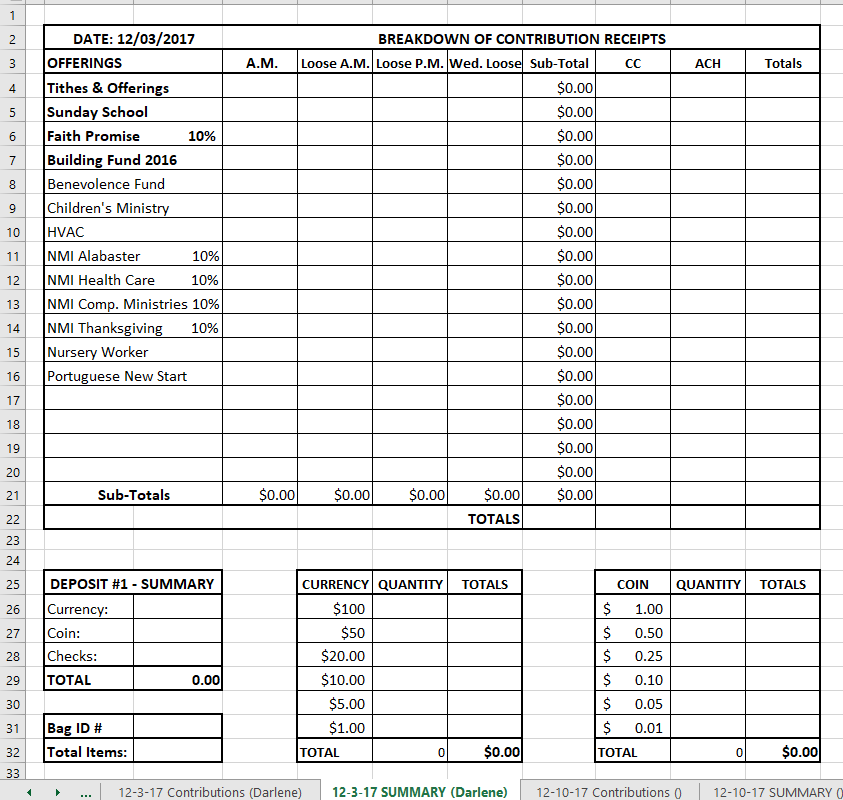 1
2 DATE: 12/03/2017 BREAKDOWN OF CONTRIBUTION RECEIPTS
3 OFFERINGS A.M. Loose A.M. Loose P.M. Wed. Loose Sub-Total CC ACH Totals
4 Tithes & Offerings $0.00
5 Sunday School $0.00
6 Faith Promise 10% $0.00
7 Building Fund 2016 $0.00
8 Benevolence Fund $0.00
9 Children's Ministry $0.00
10 HVAC $0.00
11 NMI Alabaster 10% $0.00
12 NMI Health Care 10% $0.00
13 NMI Comp. Ministries 10% $0.00
14 NMI Thanksgiving 10% $0.00
15 Nursery Worker $0.00
16 Portuguese New Start $0.00
17 $0.00
18 $0.00
19 $0.00
20 $0.00
21 Sub-Totals $0.00 $0.00 $0.00 $0.00 $0.00
22 TOTALS
23
24
25 DEPOSIT #1 - SUMMARY CURRENCY QUANTITY TOTALS COIN QUANTITY TOTALS
26 Currency: $100 $ 1.00
27 Coin: $50 $ 0.50
28 Checks: $20.00 $ 0.25
29 TOTAL 0.00 $10.00 $ 0.10
30 $5.00 $ 0.05
31 Bag ID # $1.00 $ 0.01
32 Total Items: TOTAL 0 $0.00 TOTAL 0 $0.00
33
... 12-3-17 Contributions (Darlene) 12-3-17 SUMMARY (Darlene) 12-10-17 Contributions () 12-10-17 SUMMARY ()